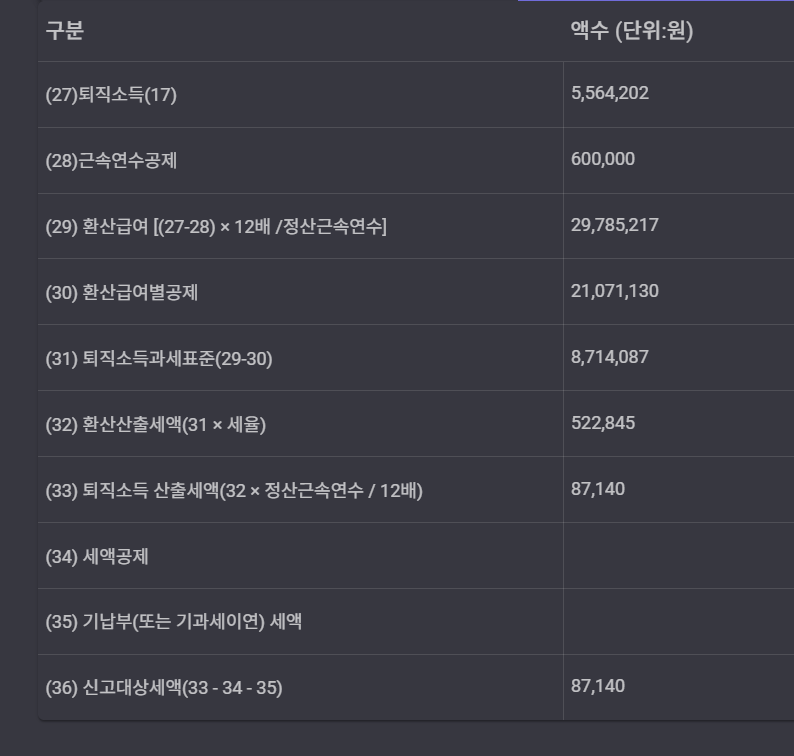 구분 액수 (단위:원)
(27)퇴직소득(17) 5,564,202
(28)근속연수공제 600,000
(29) 환산급여 [(27-28) × 12배 /정산근속연수] 29,785,217
(30) 환산급여별공제 21,071,130
(31) 퇴직소득과세표준(29-30) 8,714,087
(32) 환산산출세액(31 × 세율) 522,845
(33) 퇴직소득 산출세액(32 × 정산근속연수 / 12배) 87,140
(34) 세액공제
(35) 기납부(또는 기과세이연) 세액
(36) 신고대상세액(33 - 34 - 35) 87,140